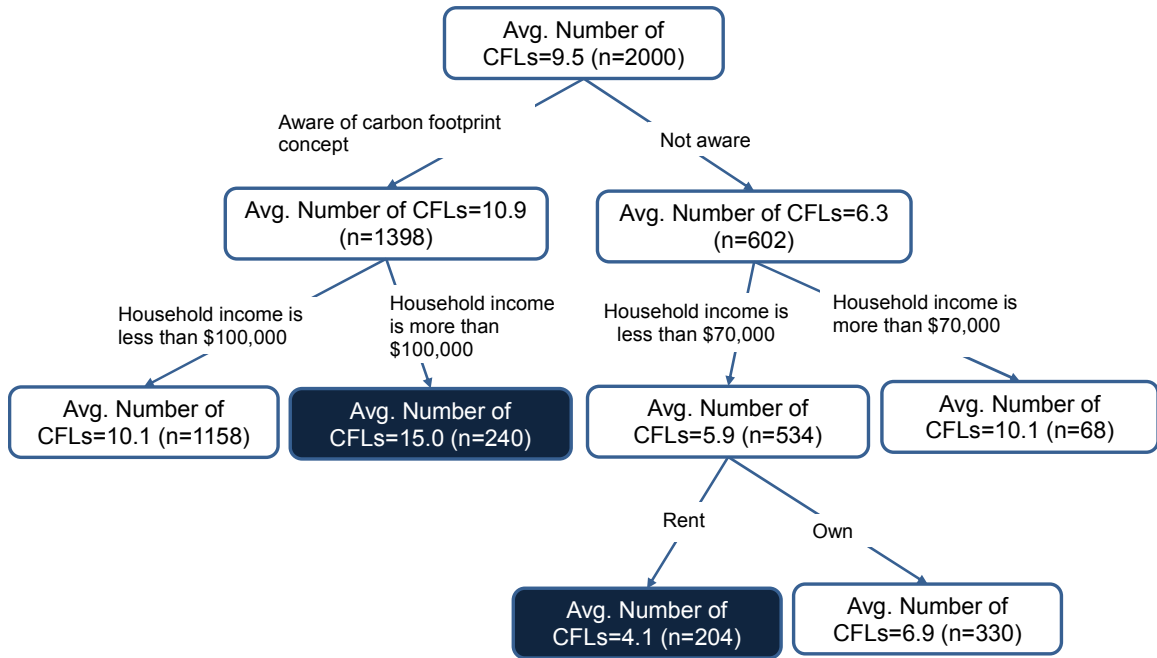 Avg. Number of
CFLs=9.5 (n=2000)
Aware of carbon footprint
concept
Not aware
Avg. Number of CFLs=10.9
(n=1398)
Avg. Number of CFLs=6.3
(n=602)
Household income is
less than $100,000
Household income
is more than
$100,000
Household income is
less than $70,000
Household income is
more than $70,000
Avg. Number of
CFLs=10.1 (n=1158)
Avg. Number of
CFLs=15.0 (n=240)
Avg. Number of
CFLs=5.9 (n=534)
Avg. Number of
CFLs=10.1 (n=68)
Rent
Own
Avg. Number of
CFLs=4.1 (n=204)
Avg. Number of
CFLs=6.9 (n=330)